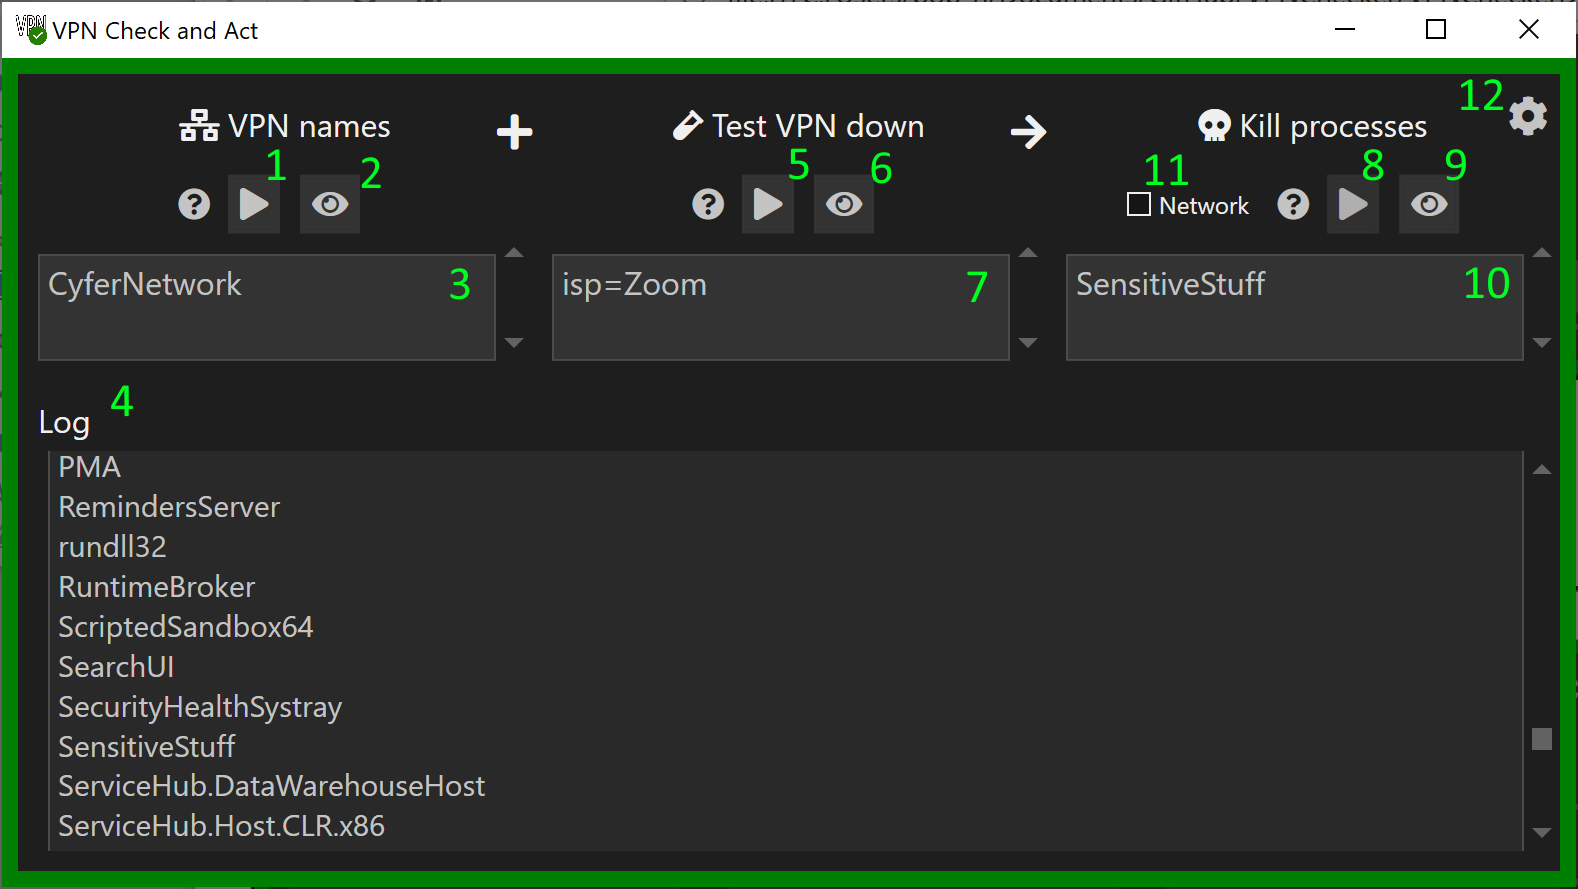 VPN VPN Check and Act
12
VPN names
Test VPN down
Kill processes
1
2
5
6
11
8
9
Network
CyferNetwork 3
isp=Zoom 7
SensitiveStuff 10
4
Log
PMA
RemindersServer
rundll32
RuntimeBroker
ScriptedSandbox64
SearchUI
SecurityHealthSystray
SensitiveStuff
ServiceHub.DataWarehouseHost
ServiceHub.Host.CLR.x86